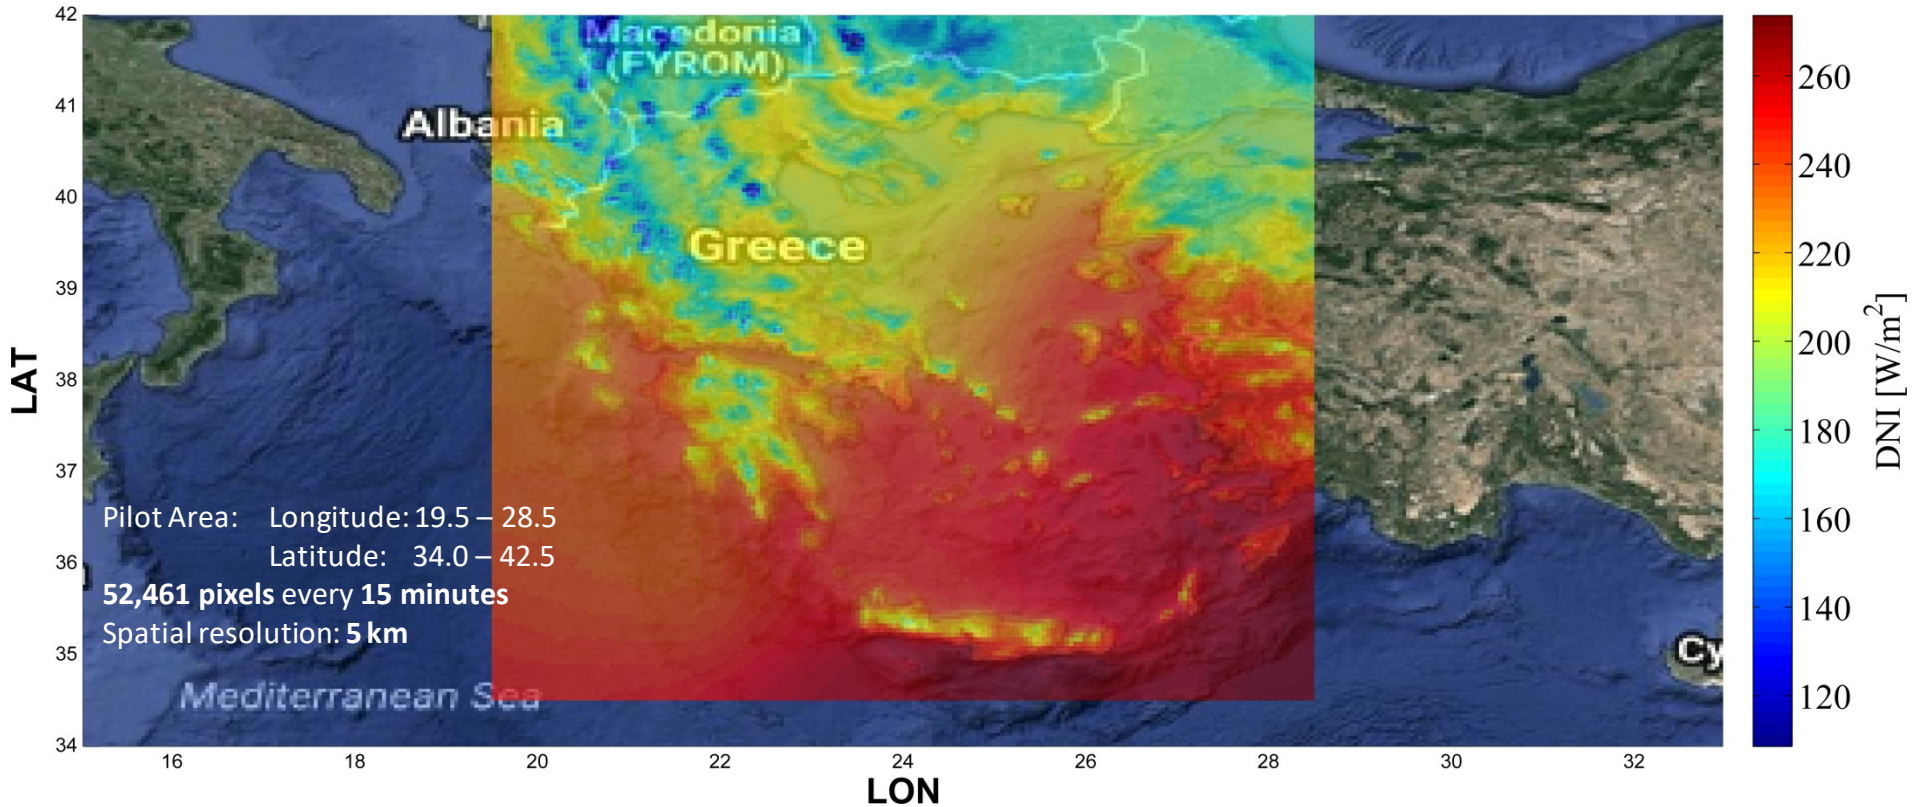 42
41
40
39
38
37
36
35
34
LAT
16
18
20
22
24
26
28
30
32
LON
Macedonia
(FYROM)
Albania
Greece
Pilot Area: Longitude: 19.5 – 28.5
Latitude: 34.0 – 42.5
52,461 pixels every 15 minutes
Spatial resolution: 5 km
Mediterranean Sea
Cy
260
240
220
200
180
160
140
120
DNI [W/m²]